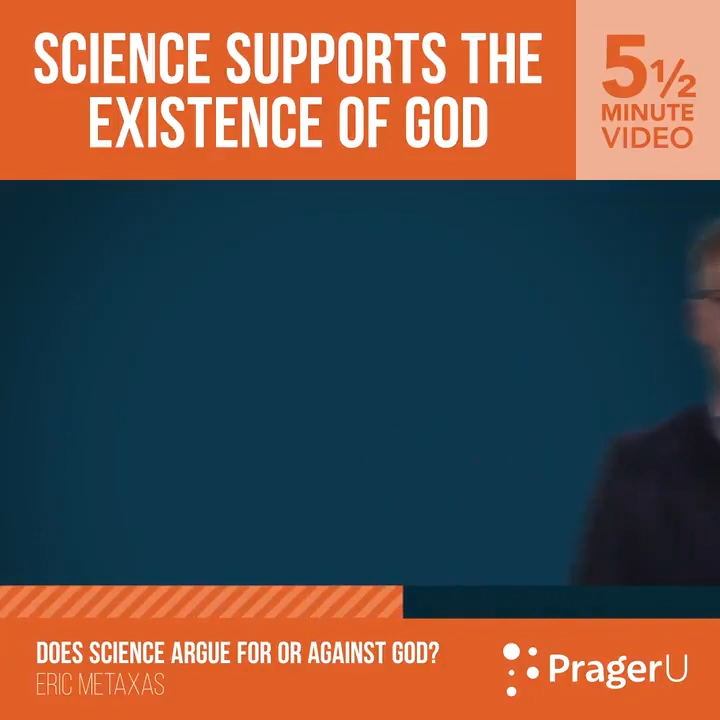 SCIENCE SUPPORTS THE
EXISTENCE OF GOD
5½
MINUTE
VIDEO
DOES SCIENCE ARGUE FOR OR AGAINST GOD?
ERIC METAXAS
PragerU